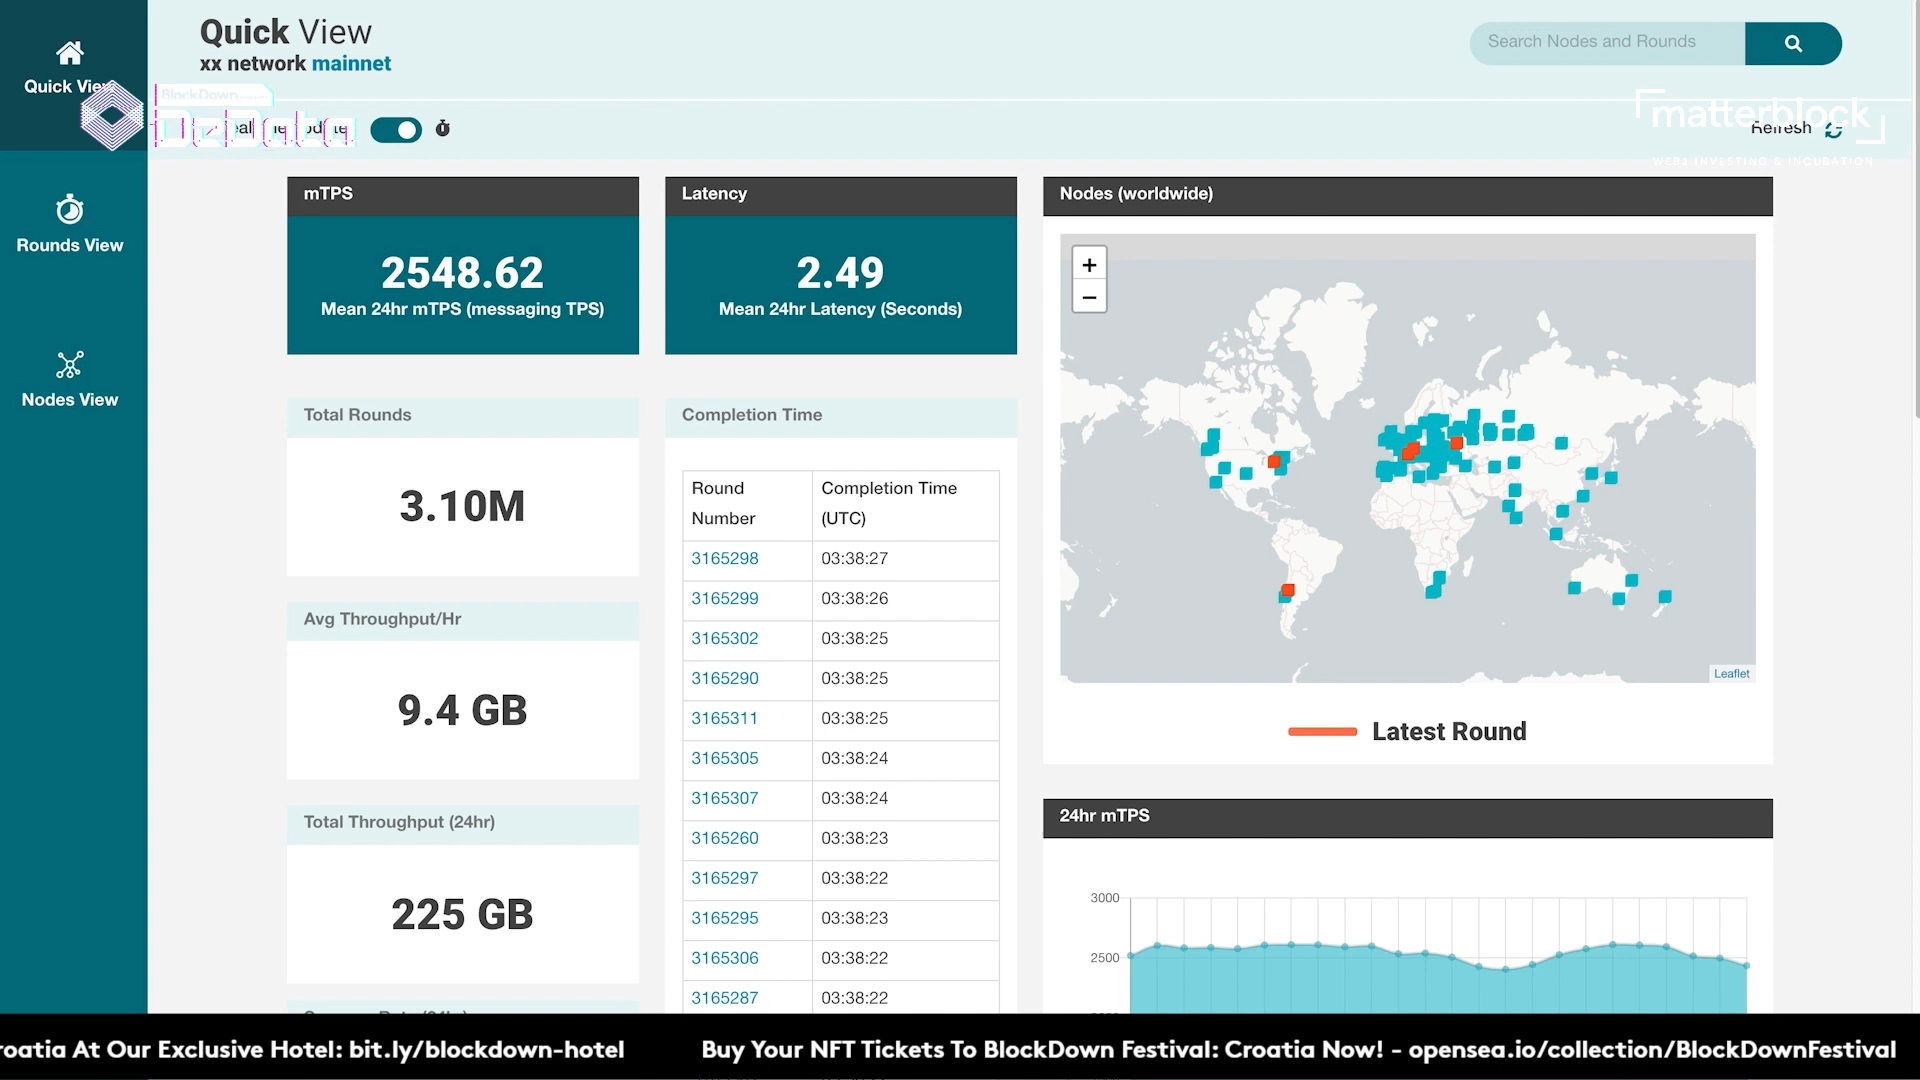 Quick View
Quick View
xx network mainnet
Search Nodes and Rounds
BlockDown
DzData
matterblock
Refresh
WEB3 INVESTING & INCUBATION
Rounds View
Nodes View
mTPS
2548.62
Mean 24hr mTPS (messaging TPS)
Latency
2.49
Mean 24hr Latency (Seconds)
Total Rounds
3.10M
Avg Throughput/Hr
9.4 GB
Total Throughput (24hr)
225 GB
Completion Time
Round Number Completion Time (UTC)
3165298 03:38:27
3165299 03:38:26
3165302 03:38:25
3165290 03:38:25
3165311 03:38:25
3165305 03:38:24
3165307 03:38:24
3165260 03:38:23
3165297 03:38:22
3165295 03:38:23
3165306 03:38:22
3165287 03:38:22
Nodes (worldwide)
+
−
Leaflet
Latest Round
24hr mTPS
3000
2500
roatia At Our Exclusive Hotel: bit.ly/blockdown-hotel
Buy Your NFT Tickets To BlockDown Festival: Croatia Now! - opensea.io/collection/BlockDownFestival